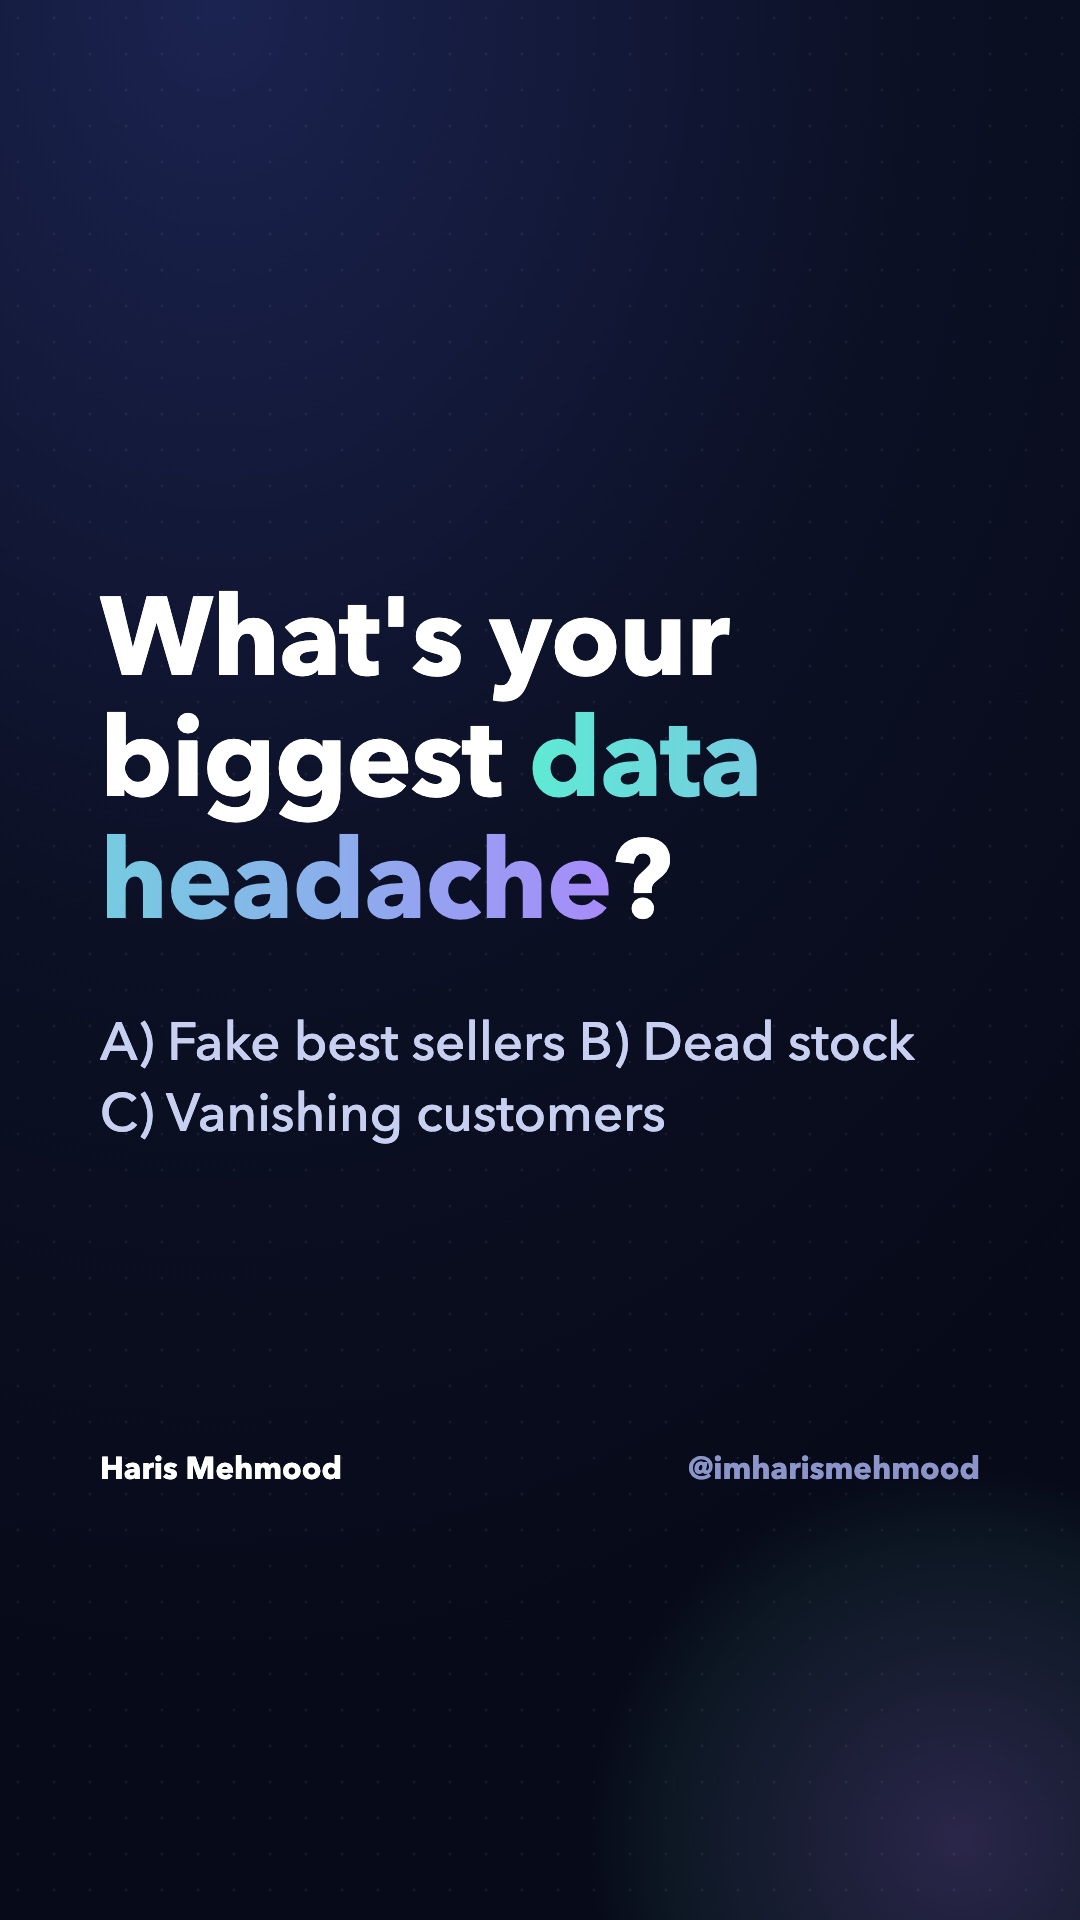 What's your
biggest data
headache?
A) Fake best sellers B) Dead stock
C) Vanishing customers
Haris Mehmood
@imharismehmood